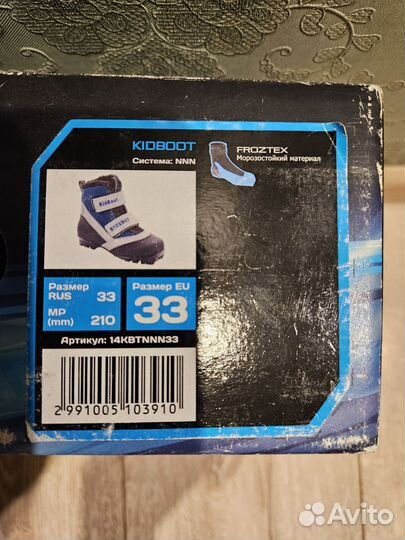 KIDBOOT
Система: NNN
FROZTEX
Морозостойкий материал
KidBoot
Размер RUS 33
MP (mm) 210
Размер EU
33
Артикул: 14KBTNNN33
2 991005 103910
Avito